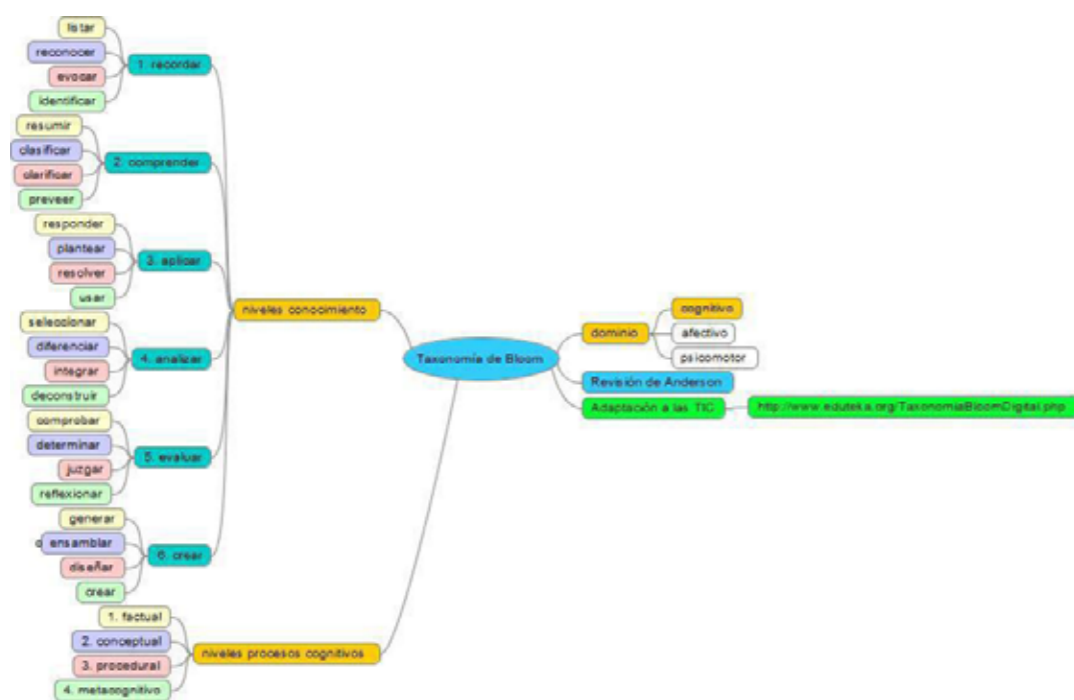 listar
reconocer
evocar
identificar
1. recordar
resumir
clasificar
clarificar
preveer
2. comprender
responder
plantear
resolver
usar
3. aplicar
seleccionar
diferenciar
integrar
deconstruir
4. analizar
comprobar
determinar
juzgar
reflexionar
5. evaluar
generar
ensamblar
diseñar
crear
6. crear
niveles conocimiento
1. factual
2. conceptual
3. procedural
4. metacognitivo
niveles procesos cognitivos
Taxonomía de Bloom
dominio
cognitivo
afectivo
psicomotor
Revisión de Anderson
Adaptación a las TIC
http://www.eduteka.org/TaxonomiaBloomDigital.php